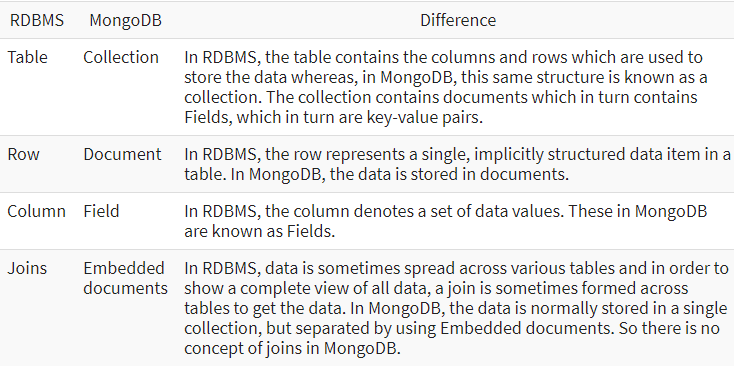 RDBMS MongoDB Difference
Table Collection In RDBMS, the table contains the columns and rows which are used to
store the data whereas, in MongoDB, this same structure is known as a
collection. The collection contains documents which in turn contains
Fields, which in turn are key-value pairs.
Row Document In RDBMS, the row represents a single, implicitly structured data item in a
table. In MongoDB, the data is stored in documents.
Column Field In RDBMS, the column denotes a set of data values. These in MongoDB
are known as Fields.
Joins Embedded In RDBMS, data is sometimes spread across various tables and in order to
documents show a complete view of all data, a join is sometimes formed across
tables to get the data. In MongoDB, the data is normally stored in a single
collection, but separated by using Embedded documents. So there is no
concept of joins in MongoDB.